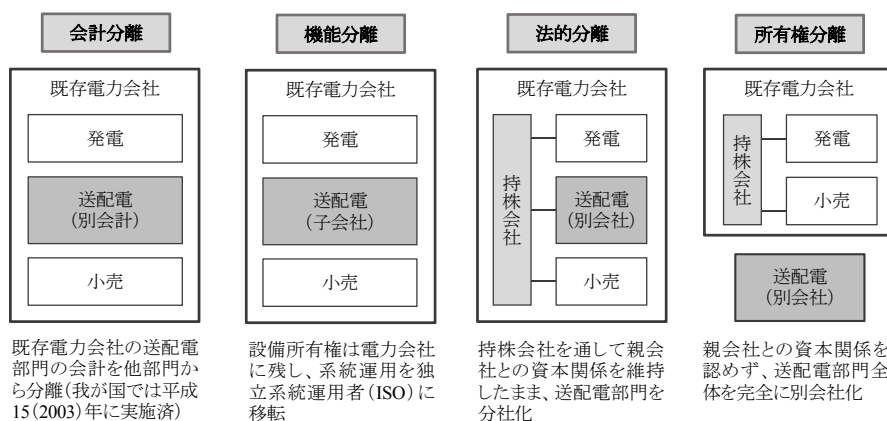 会計分離
既存電力会社
発電
送配電
(別会計)
小売
既存電力会社の送配電
部門の会計を他部門か
ら分離(我が国では平成
15(2003)年に実施済)
機能分離
既存電力会社
発電
送配電
(子会社)
小売
設備所有権は電力会社
に残し、系統運用を独
立系統運用者(ISO)に
移転
法的分離
既存電力会社
持株会社
発電
送配電
(別会社)
小売
持株会社を通して親会
社との資本関係を維持
したまま、送配電部門を
分社化
所有権分離
既存電力会社
持株会社
発電
小売
送配電
(別会社)
親会社との資本関係を
認めず、送配電部門全
体を完全に別会社化